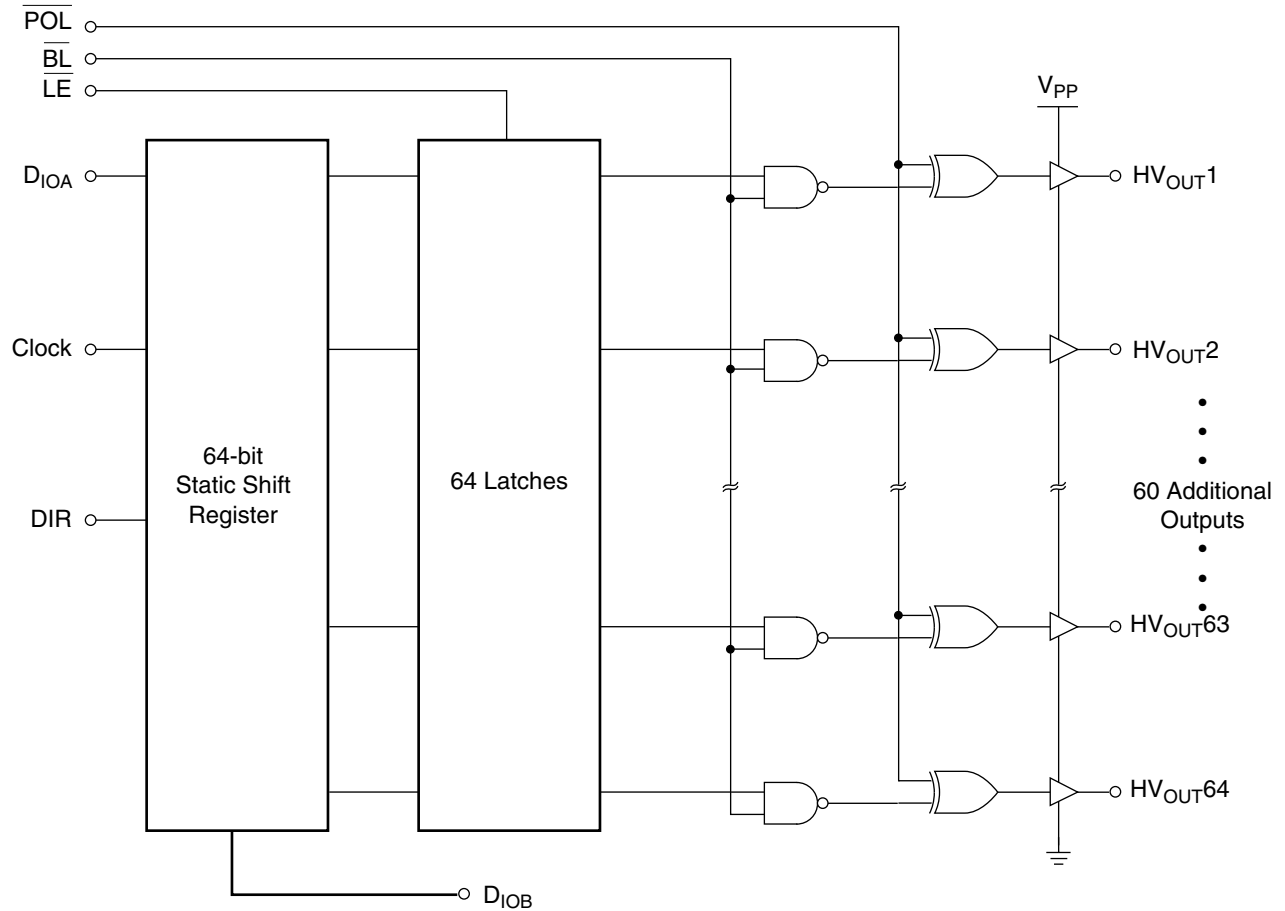 POL
BL
LE
DIOA
Clock
DIR
64-bit
Static Shift
Register
64 Latches
VPP
HVOUT1
HVOUT2
60 Additional
Outputs
HVOUT63
HVOUT64
DIOB